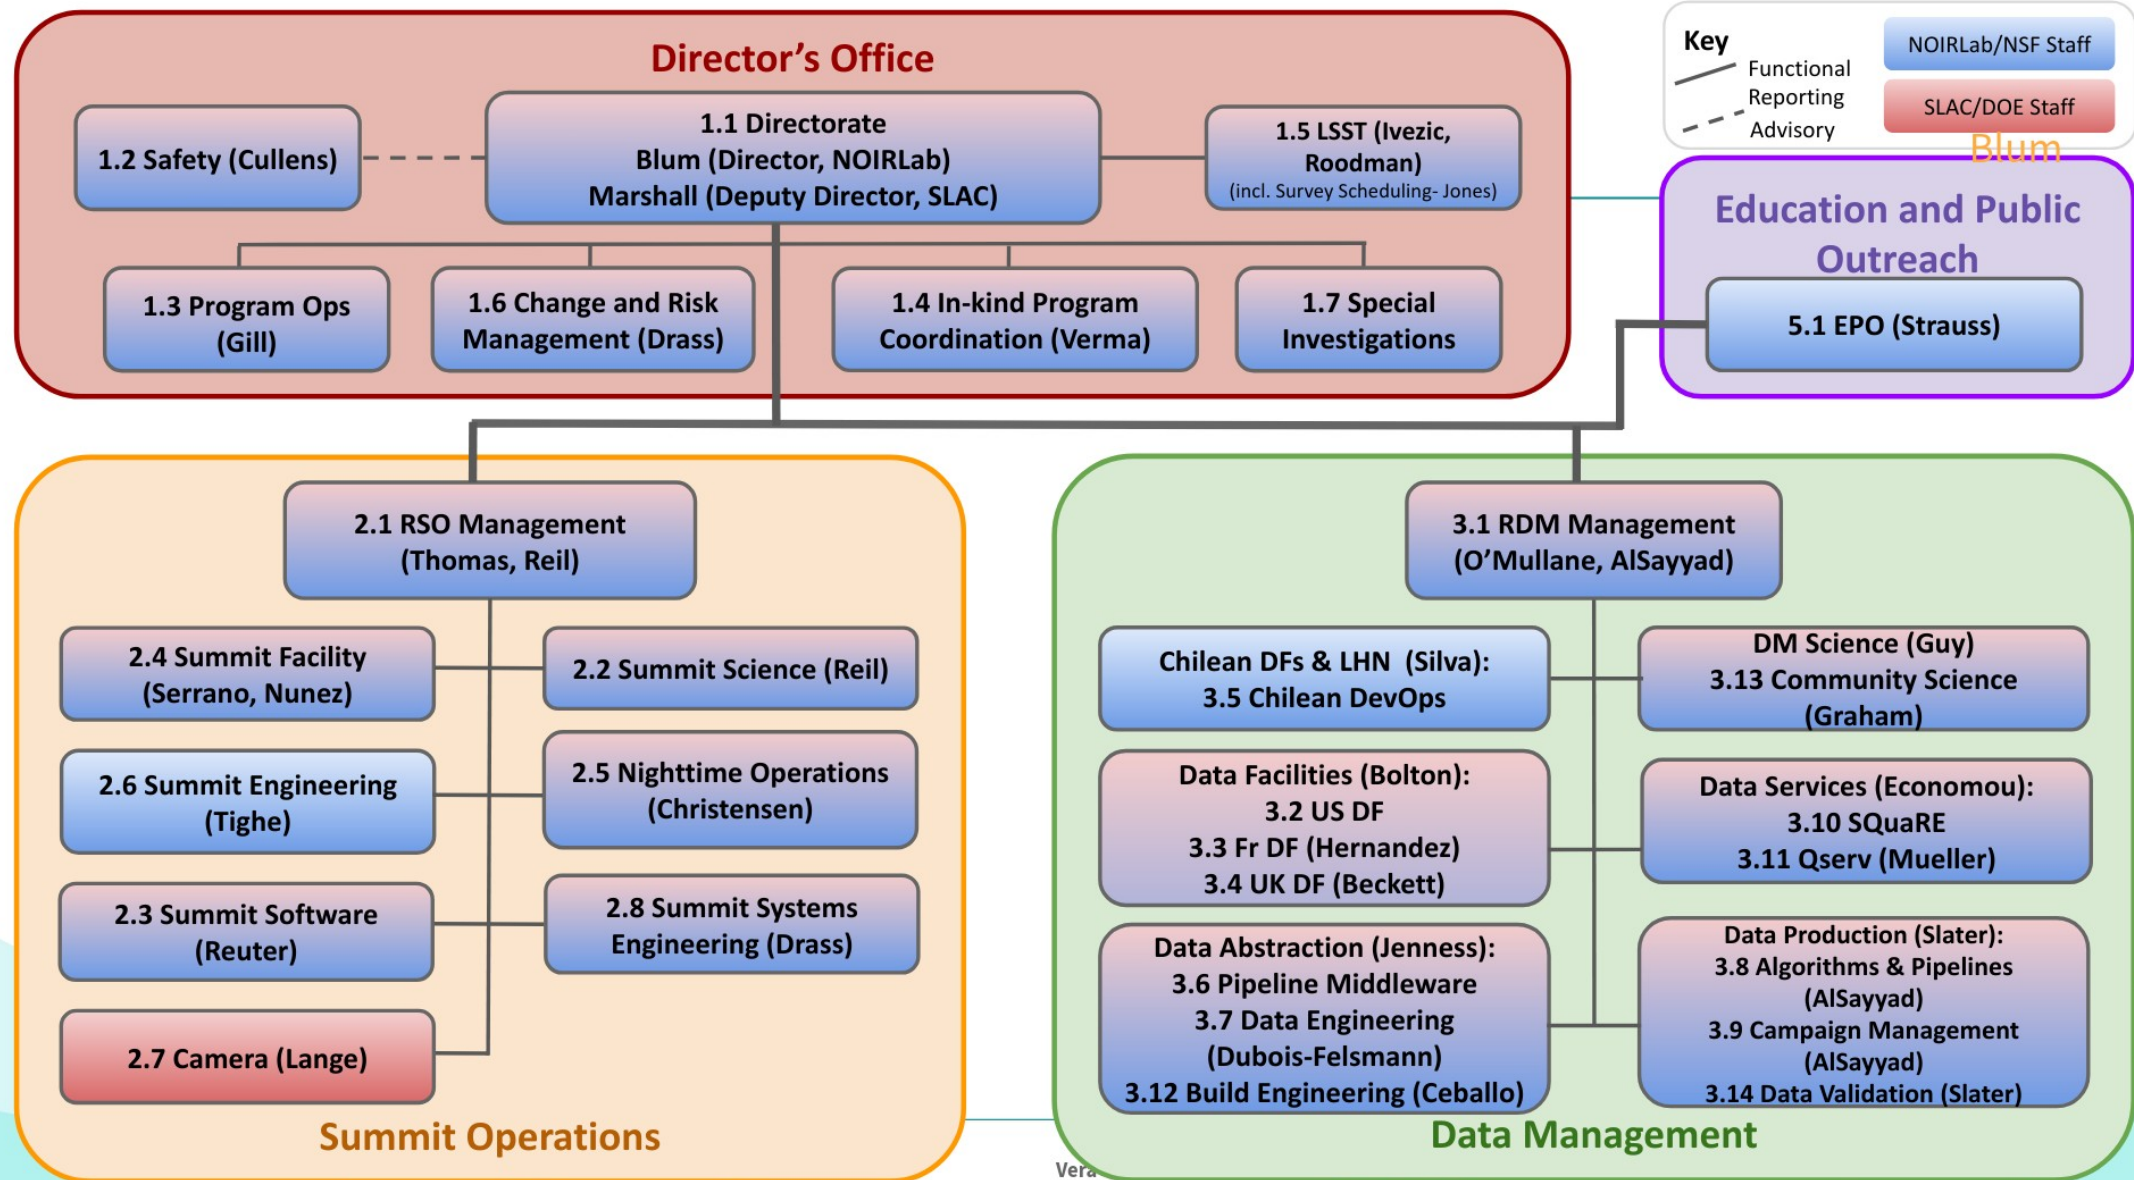 Director's Office
1.2 Safety (Cullens)
1.1 Directorate
Blum (Director, NOIRLab)
Marshall (Deputy Director, SLAC)
1.5 LSST (Ivezic,
Roodman)
(incl. Survey Scheduling- Jones)
1.3 Program Ops
(Gill)
1.6 Change and Risk
Management (Drass)
1.4 In-kind Program
Coordination (Verma)
1.7 Special
Investigations
Key
Functional
Reporting
Advisory
NOIRLab/NSF Staff
SLAC/DOE Staff
Blum
Education and Public
Outreach
5.1 EPO (Strauss)
2.1 RSO Management
(Thomas, Reil)
2.4 Summit Facility
(Serrano, Nunez)
2.2 Summit Science (Reil)
2.6 Summit Engineering
(Tighe)
2.5 Nighttime Operations
(Christensen)
2.3 Summit Software
(Reuter)
2.8 Summit Systems
Engineering (Drass)
2.7 Camera (Lange)
Summit Operations
3.1 RDM Management
(O'Mullane, AlSayyad)
Chilean DFs & LHN (Silva):
3.5 Chilean DevOps
DM Science (Guy)
3.13 Community Science
(Graham)
Data Facilities (Bolton):
3.2 US DF
3.3 Fr DF (Hernandez)
3.4 UK DF (Beckett)
Data Services (Economou):
3.10 SQuaRE
3.11 Qserv (Mueller)
Data Abstraction (Jenness):
3.6 Pipeline Middleware
3.7 Data Engineering
(Dubois-Felsmann)
3.12 Build Engineering (Ceballo)
Data Production (Slater):
3.8 Algorithms & Pipelines
(AlSayyad)
3.9 Campaign Management
(AlSayyad)
3.14 Data Validation (Slater)
Data Management
Vera